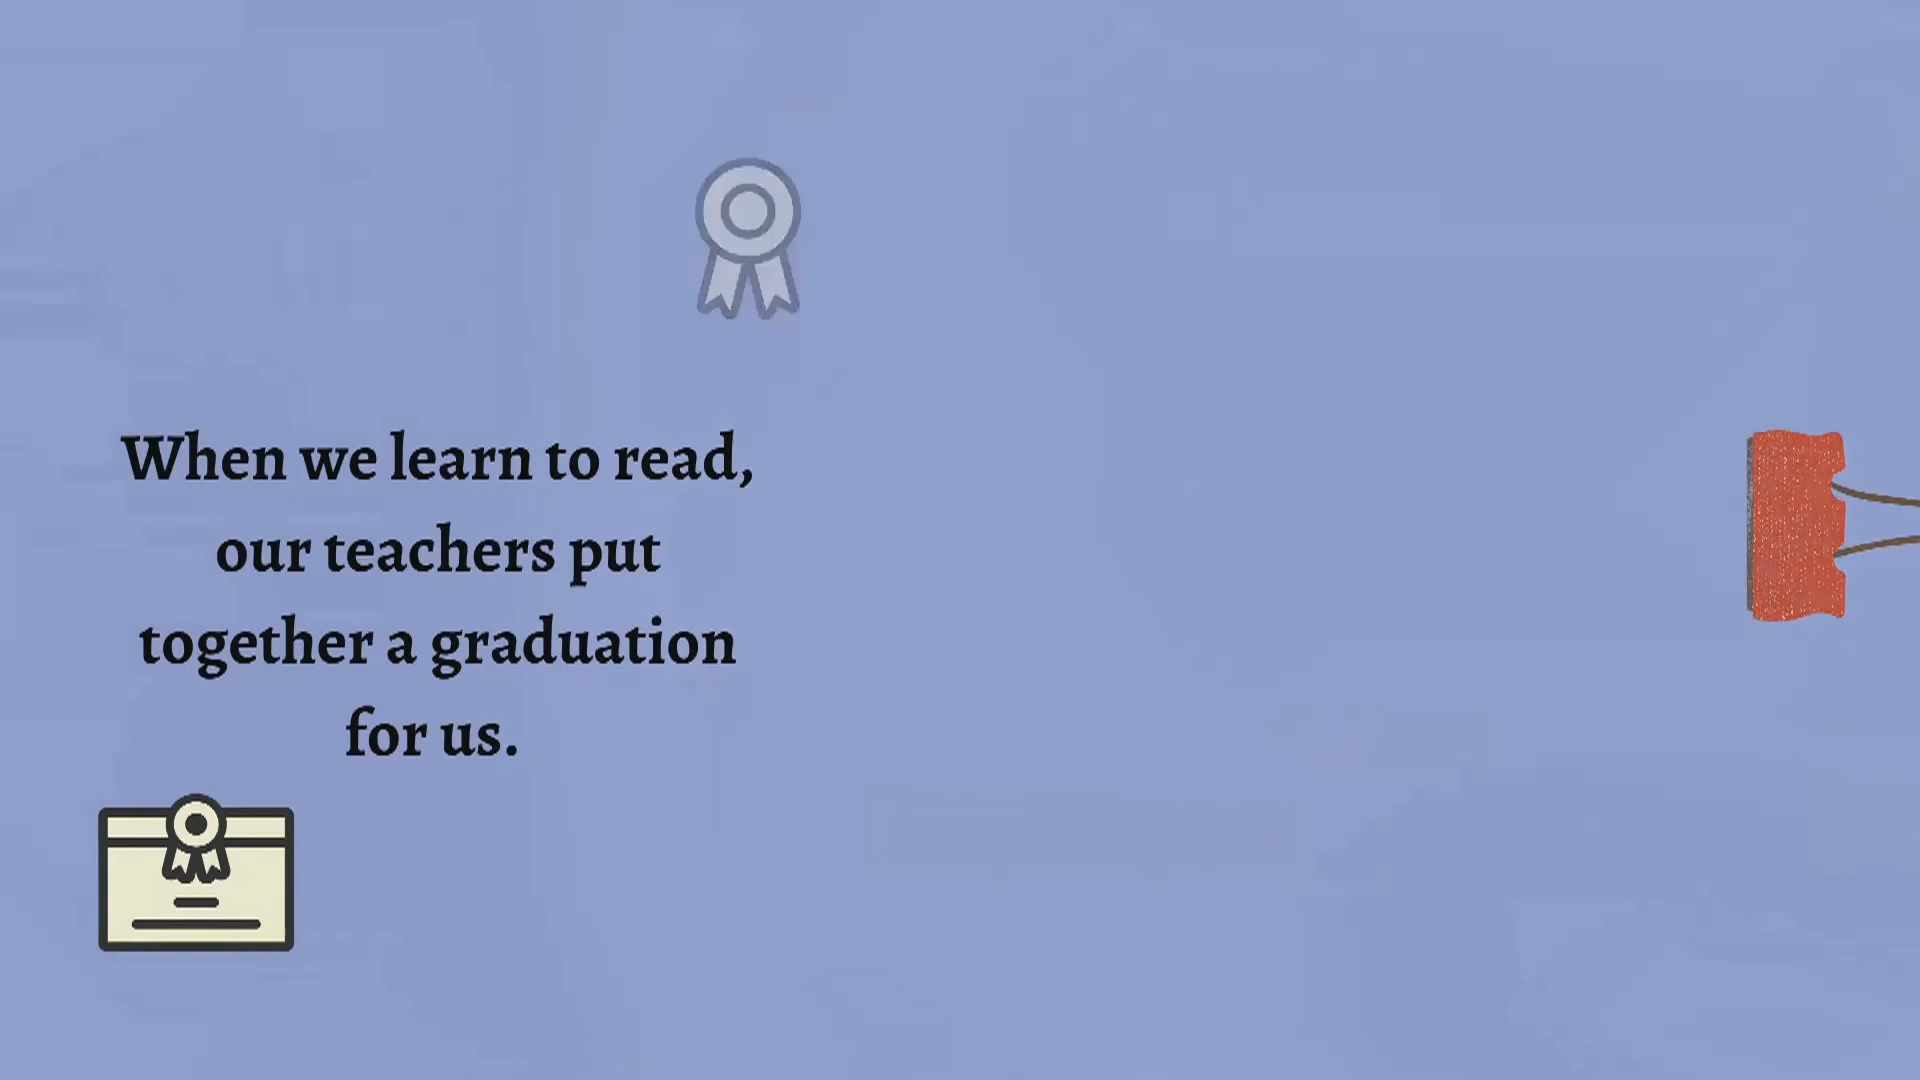 When we learn to read,
our teachers put
together a graduation
for us.